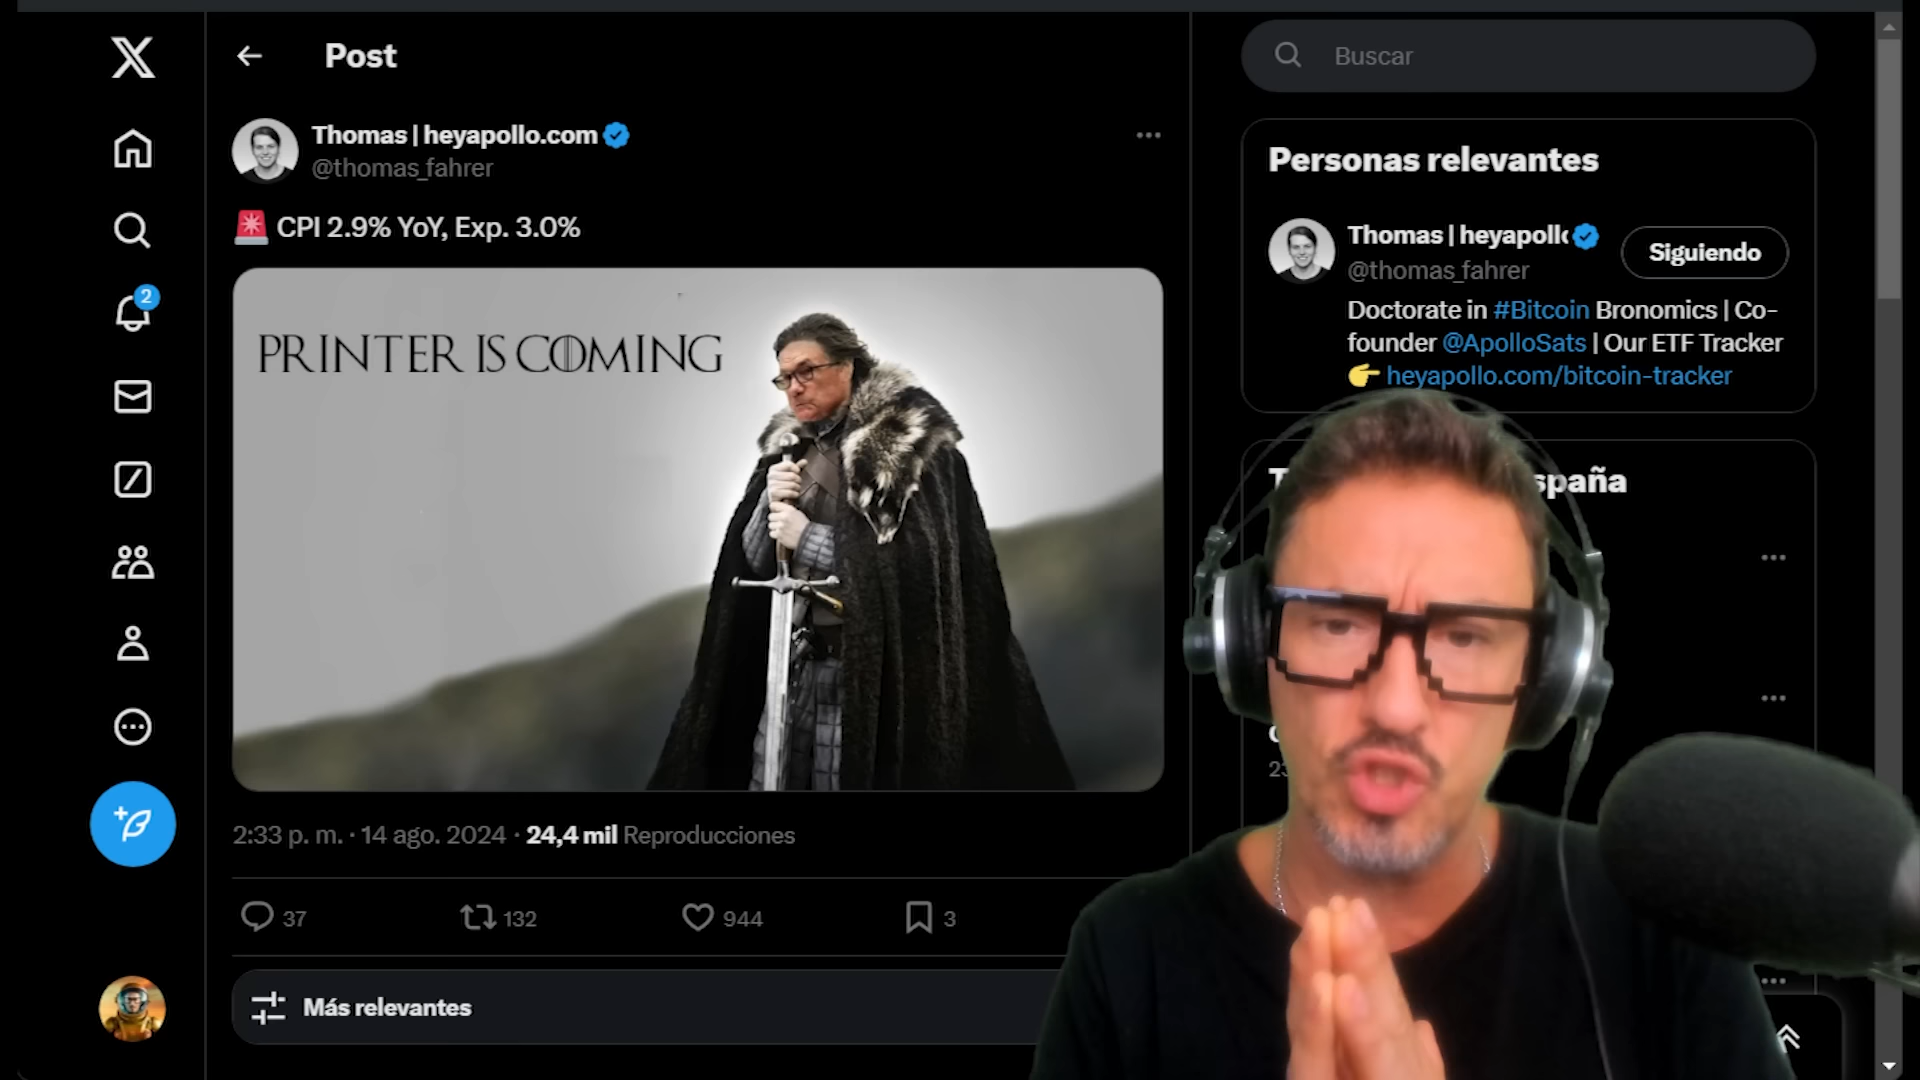 Post
Buscar
Thomas | heyapollo.com
@thomas_fahrer
CPI 2.9% YoY, Exp. 3.0%
PRINTER IS COMING
2:33 p. m. · 14 ago. 2024 · 24,4 mil Reproducciones
37
132
944
3
Más relevantes
2
Personas relevantes
Thomas | heyapoll
@thomas_fahrer
Siguiendo
Doctorate in #Bitcoin Bronomics | Co-
founder @ApolloSats | Our ETF Tracker
heyapollo.com/bitcoin-tracker